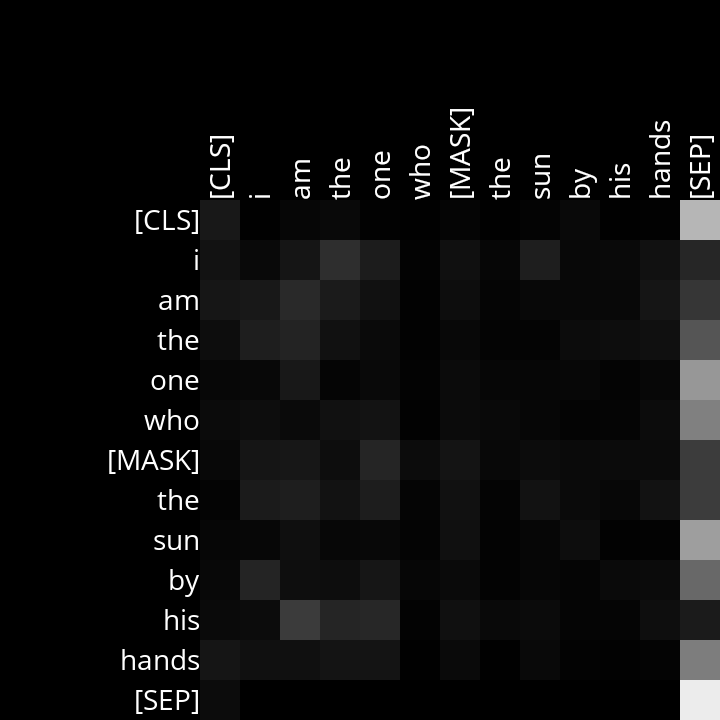 [CLS] i am the one who [MASK] the sun by his hands [SEP]
[CLS]
i
am
the
one
who
[MASK]
the
sun
by
his
hands
[SEP]